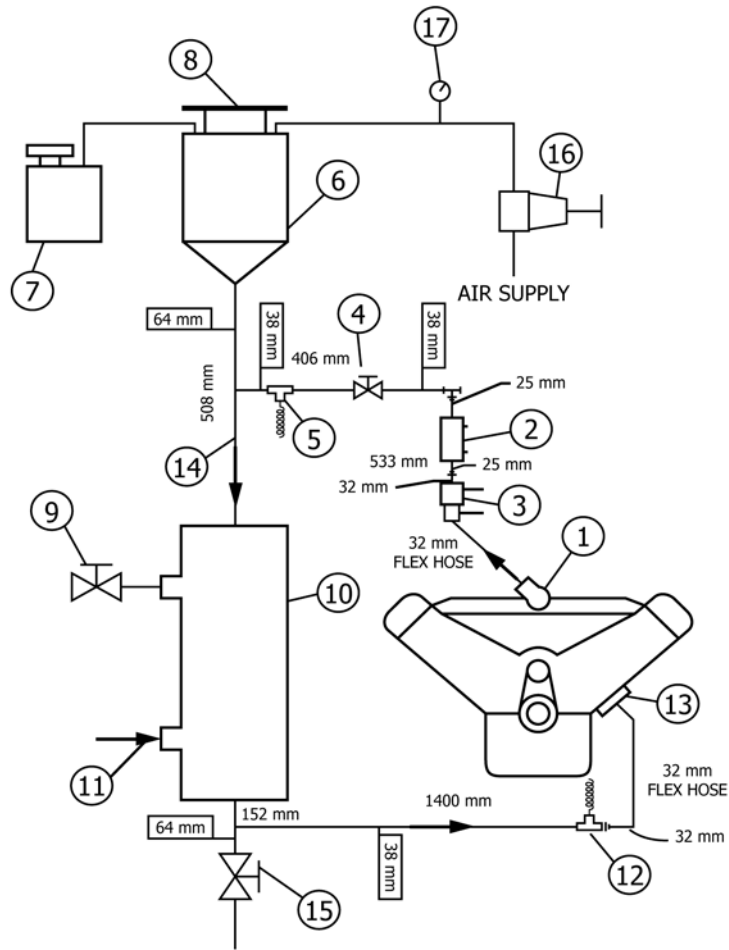 17
8
16
6
7
AIR SUPPLY
64 mm
38 mm
4
38 mm
406 mm
25 mm
508 mm
5
2
14
533 mm
25 mm
32 mm
3
9
32 mm
FLEX HOSE
1
10
13
11
32 mm
FLEX HOSE
1400 mm
152 mm
64 mm
38 mm
32 mm
12
15